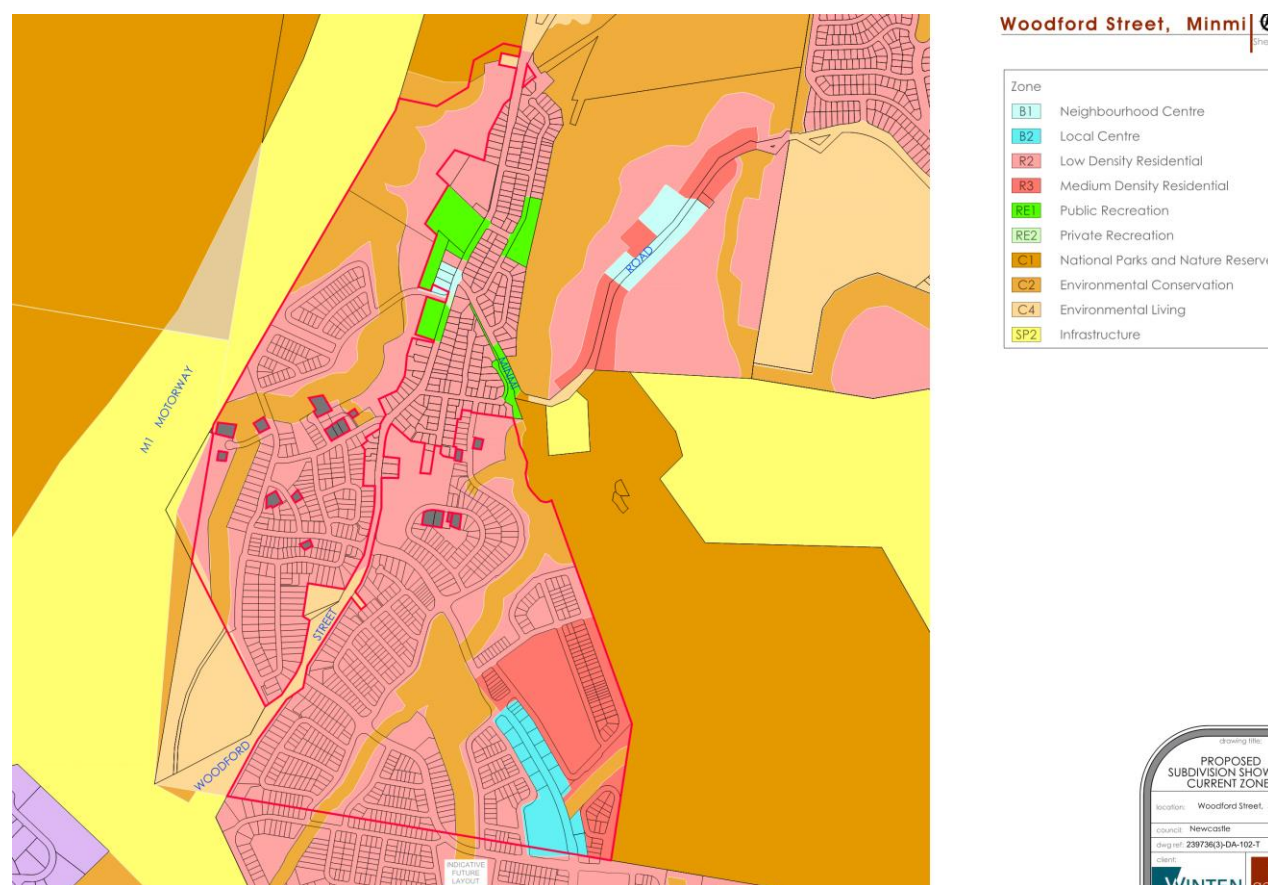 Woodford Street, Minmi
Zone
B1 Neighbourhood Centre
B2 Local Centre
R2 Low Density Residential
R3 Medium Density Residential
RE1 Public Recreation
RE2 Private Recreation
C1 National Parks and Nature Reserve
C2 Environmental Conservation
C4 Environmental Living
SP2 Infrastructure
ROAD
MINMI
M1 MOTORWAY
STREET
WOODFORD
INDICATIVE
FUTURE
LAYOUT
drawing title:
PROPOSED
SUBDIVISION SHOW
CURRENT ZONE
location: Woodford Street,
council: Newcastle
dwg ref: 239736(3)-DA-102-T
client:
WINTEN